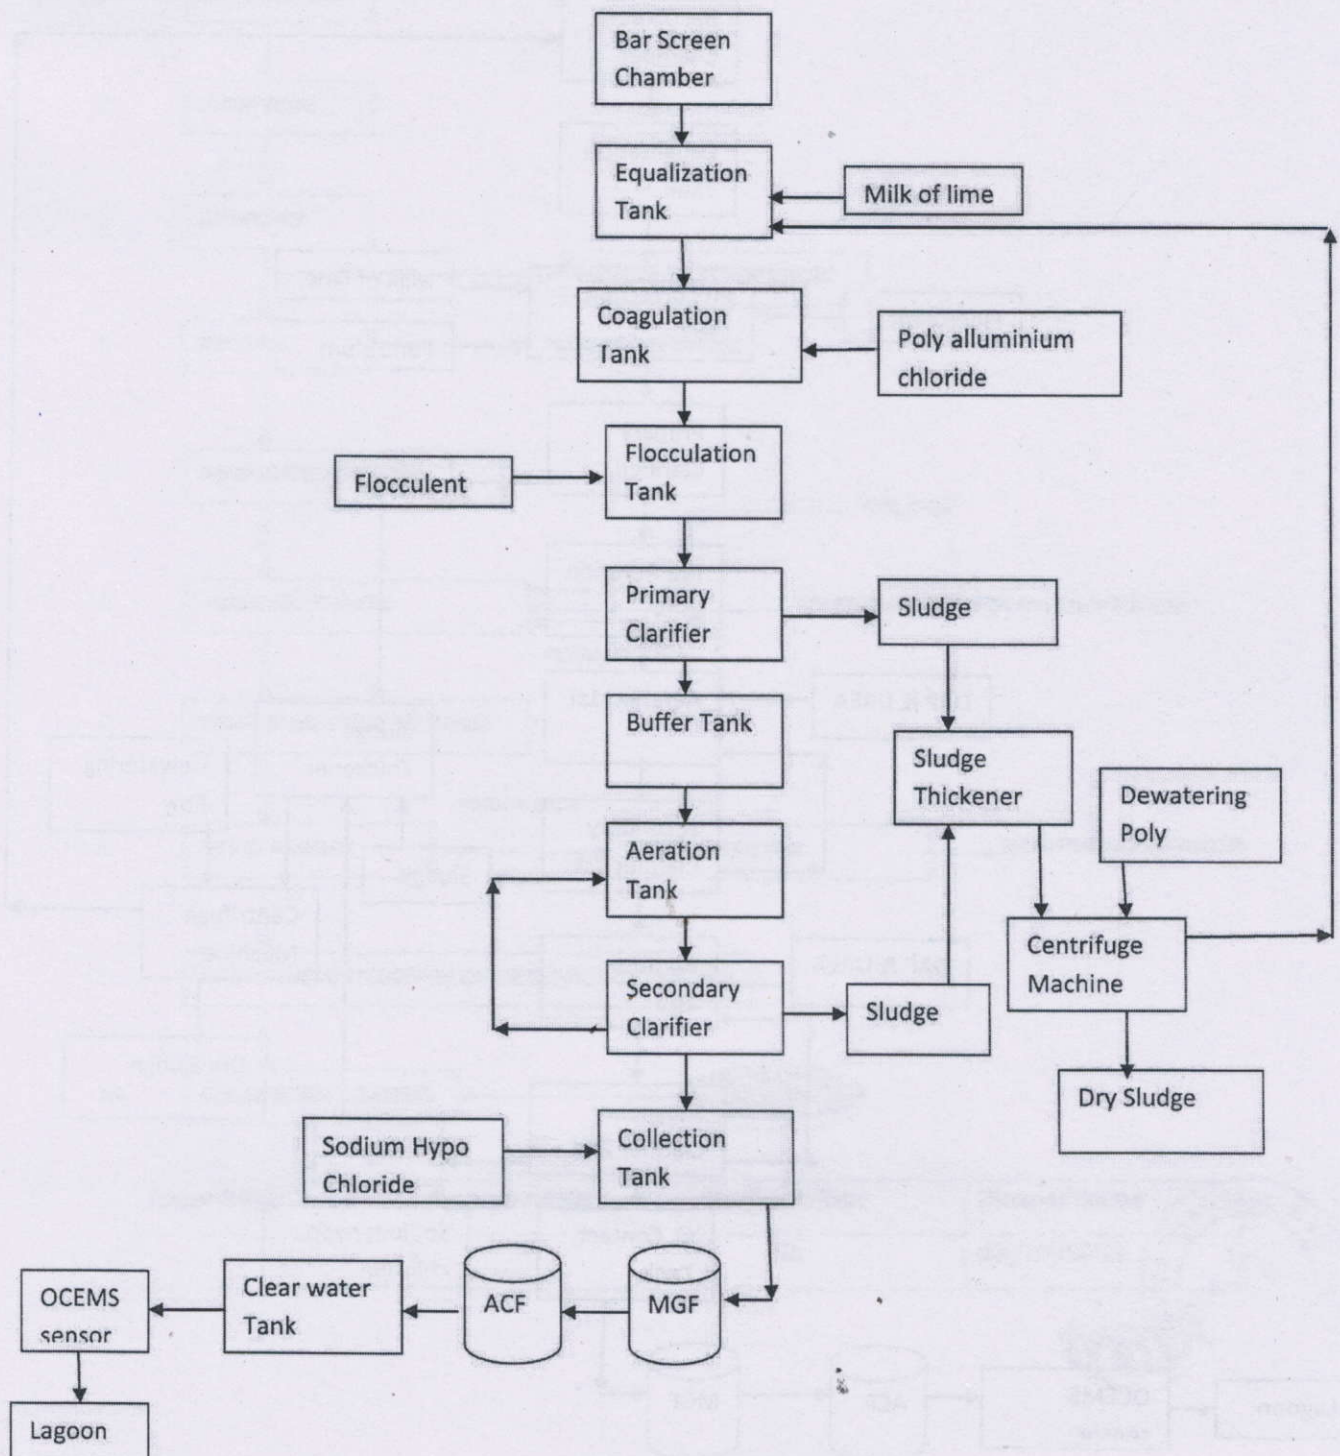 Bar Screen
Chamber
Equalization
Tank
Milk of lime
Coagulation
Tank
Poly alluminium
chloride
Flocculation
Tank
Flocculent
Primary
Clarifier
Sludge
Buffer Tank
Sludge
Thickener
Dewatering
Poly
Aeration
Tank
Centrifuge
Machine
Secondary
Clarifier
Sludge
Dry Sludge
Sodium Hypo
Chloride
Collection
Tank
OCEMS
sensor
Clear water
Tank
ACF
MGF
Lagoon